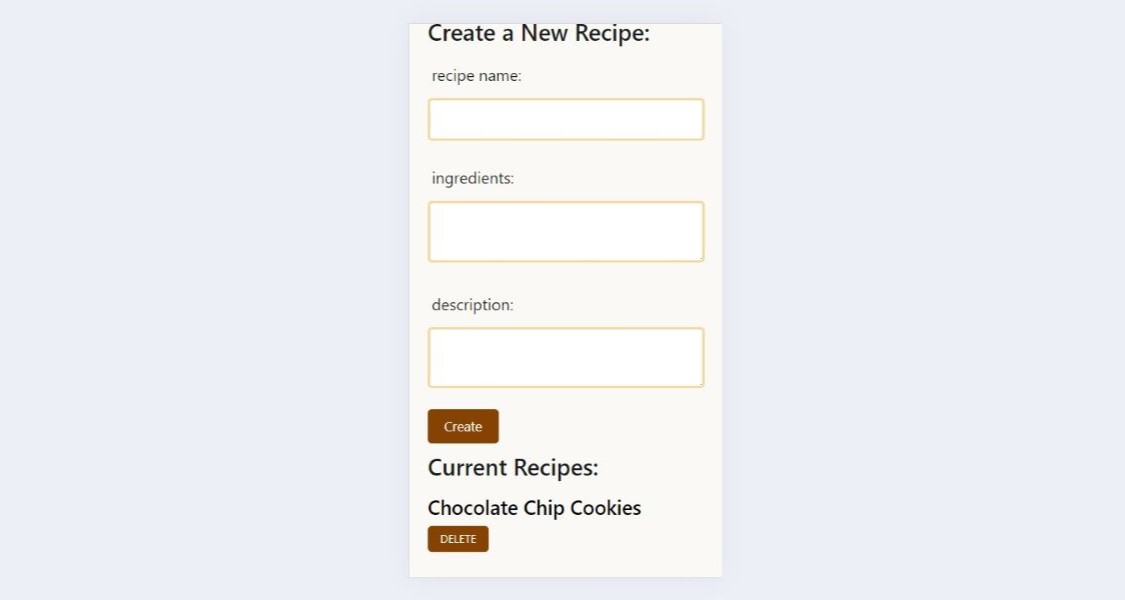 Create a New Recipe:
recipe name:
ingredients:
description:
Create
Current Recipes:
Chocolate Chip Cookies
DELETE